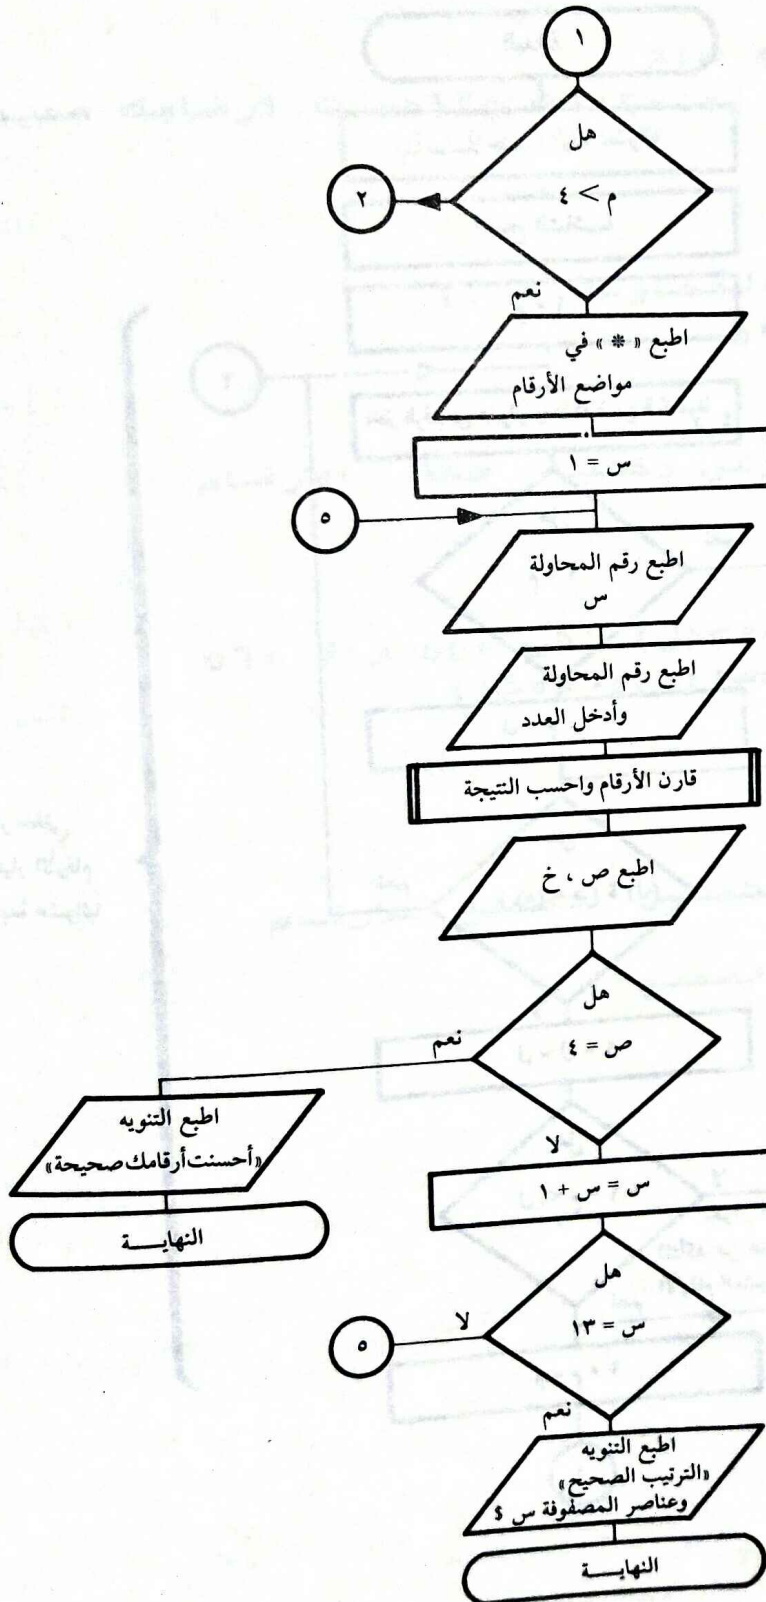 ١
هل
م > ٤
٢
نعم
اطبع « * » في
مواضع الأرقام
س = ١
٥
اطبع رقم المحاولة
س
اطبع رقم المحاولة
وأدخل العدد
قارن الأرقام واحسب النتيجة
اطبع ص ، خ
هل
ص = ٤
نعم
اطبع التنويه
«أحسنت أرقامك صحيحة»
النهايـــة
لا
س = س + ١
هل
س = ١٣
لا
٥
نعم
اطبع التنويه
«الترتيب الصحيح»
وعناصر المصفوفة س $
النهايـــة